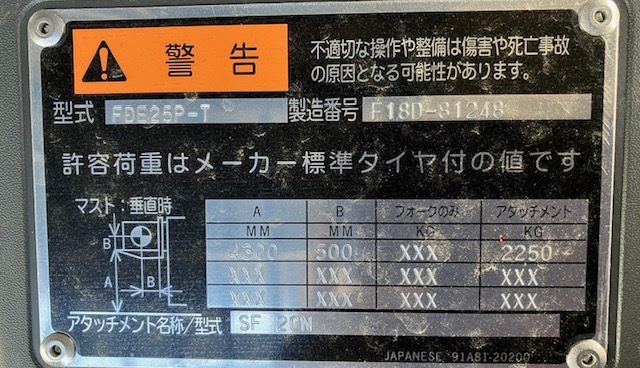 警告
不適切な操作や整備は傷害や死亡事故
の原因となる可能性があります。
型式 FDE25P-T 製造番号 F18D-81248
許容荷重はメーカー標準タイヤ付の値です
マスト:垂直時
A B フォークのみ アタッチメント
MM MM KG KG
4300 500 XXX 2250
XXX XXX XXX XXX
XXX XXX XXX XXX
B
A B
アタッチメント名称/型式 SF 20N
JAPANESE 91A81-20200